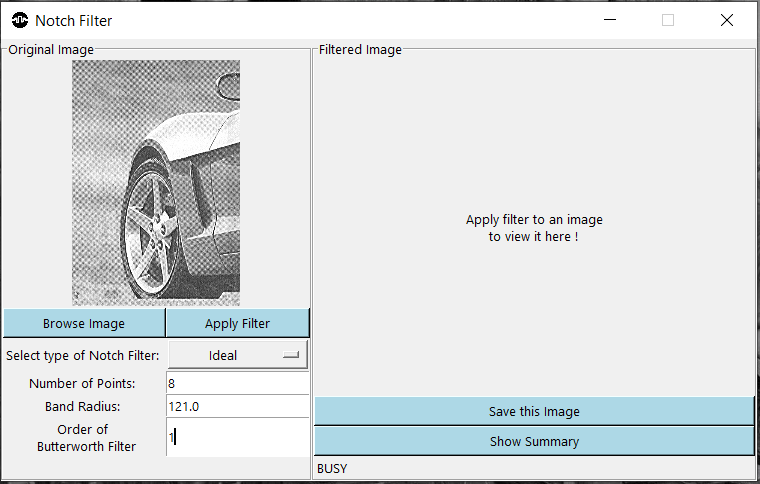 Notch Filter
Original Image
Filtered Image
Apply filter to an image
to view it here !
Browse Image
Apply Filter
Select type of Notch Filter:
Ideal
Number of Points:
8
Band Radius:
121.0
Order of
Butterworth Filter
1
Save this Image
Show Summary
BUSY